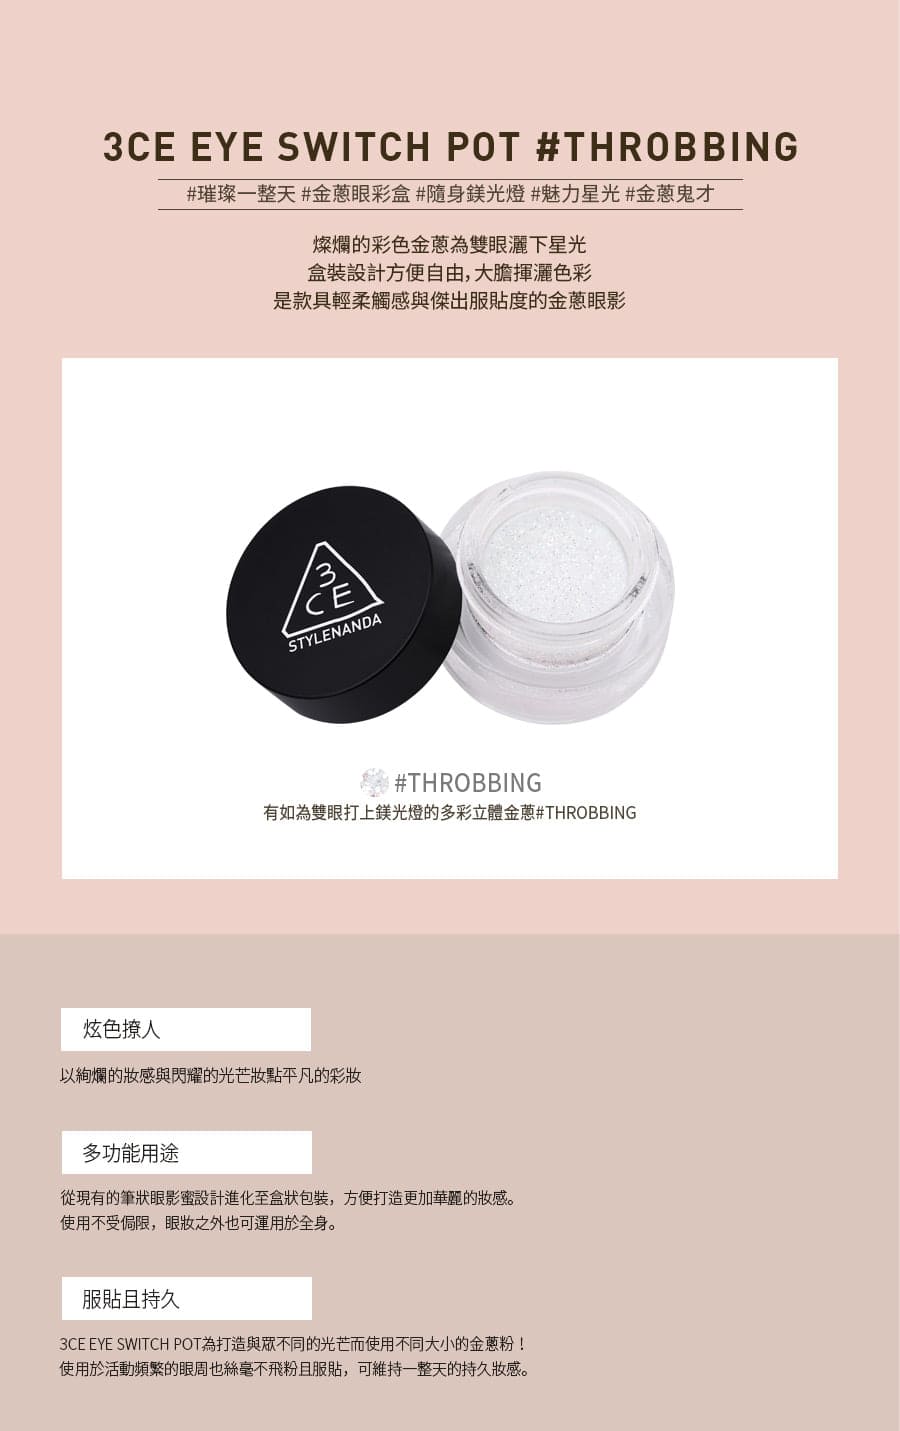 3CE EYE SWITCH POT #THROBBING
#璀璨一整天 #金蔥眼彩盒 #隨身鎂光燈 #魅力星光 #金蔥鬼才
燦爛的彩色金蔥為雙眼灑下星光
盒裝設計方便自由，大膽揮灑色彩
是款具輕柔觸感與傑出服貼度的金蔥眼影
3
CE
STYLENANDA
#THROBBING
有如為雙眼打上鎂光燈的多彩立體金蔥#THROBBING
炫色撩人
以絢爛的妝感與閃耀的光芒妝點平凡的彩妝
多功能用途
從現有的筆狀眼影蜜設計進化至盒狀包裝，方便打造更加華麗的妝感。
使用不受侷限，眼妝之外也可運用於全身。
服貼且持久
3CE EYE SWITCH POT為打造與眾不同的光芒而使用不同大小的金蔥粉！
使用於活動頻繁的眼周也絲毫不飛粉且服貼，可維持一整天的持久妝感。